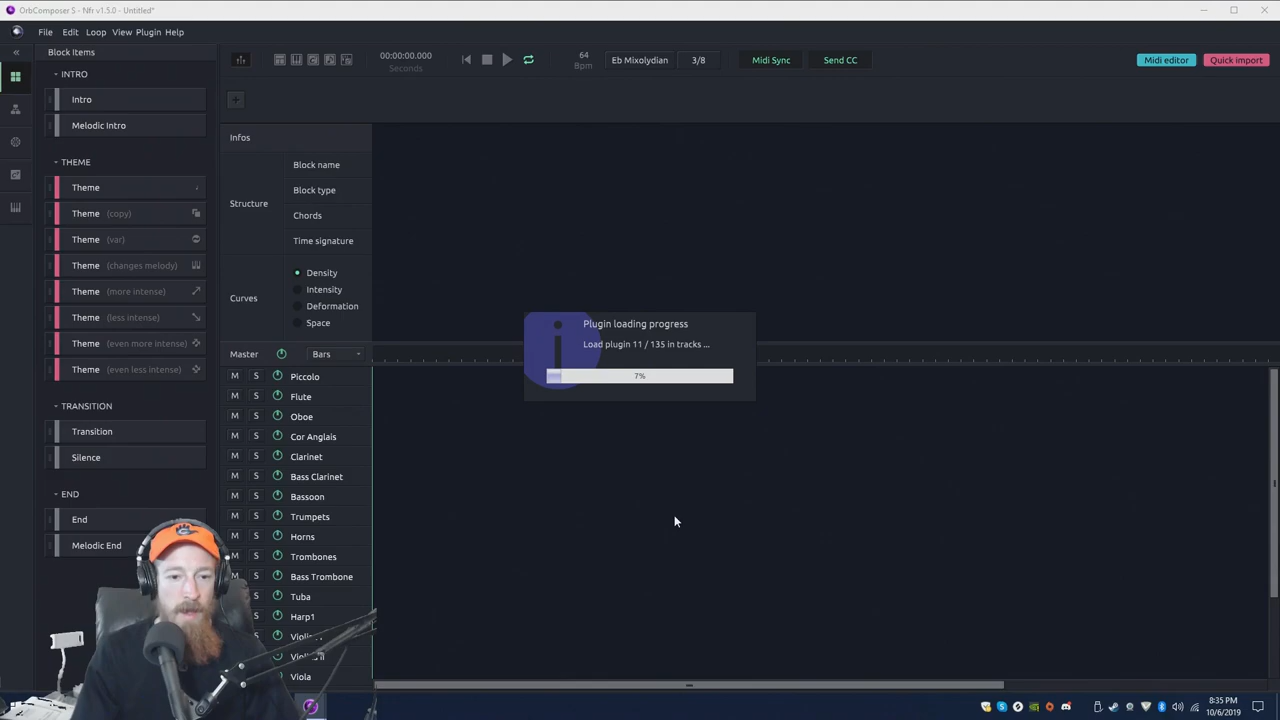 OrbComposer S - Nfr v1.5.0 - Untitled*
File Edit Loop View Plugin Help
Block Items
INTRO
Intro
Melodic Intro
THEME
Theme
Theme (copy)
Theme (var)
Theme (changes melody)
Theme (more intense)
Theme (less intense)
Theme (even more intense)
Theme (even less intense)
TRANSITION
Transition
Silence
END
End
Melodic End
00:00:00.000
Seconds
64
Bpm
Eb Mixolydian
3/8
Midi Sync
Send CC
Midi editor
Quick import
+
Infos
Structure
Block name
Block type
Chords
Time signature
Curves
Density
Intensity
Deformation
Space
Master
Bars
M S Piccolo
M S Flute
M S Oboe
M S Cor Anglais
M S Clarinet
M S Bass Clarinet
M S Bassoon
M S Trumpets
M S Horns
M S Trombones
M S Bass Trombone
S Tuba
S Harp1
Viola
Plugin loading progress
Load plugin 11 / 135 in tracks ...
7%
8:35 PM
10/6/2019